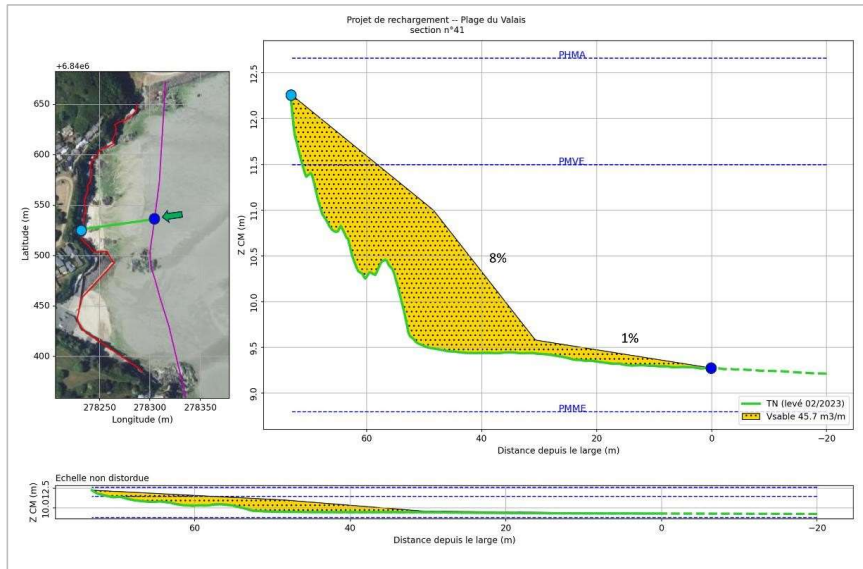 Projet de rechargement -- Plage du Valais
section n°41
+6.84e6
650
600
550
500
450
400
278250 278300 278350
Longitude (m)
Latitude (m)
PHMA
PMVE
PMME
8%
1%
12.5
12.0
11.5
11.0
10.5
10.0
9.5
9.0
Z CM (m)
60 40 20 0 −20
Distance depuis le large (m)
TN (levé 02/2023)
Vsable 45.7 m3/m
Echelle non distordue
Z CM (m)
12.5
10.0
60 40 20 0 −20
Distance depuis le large (m)